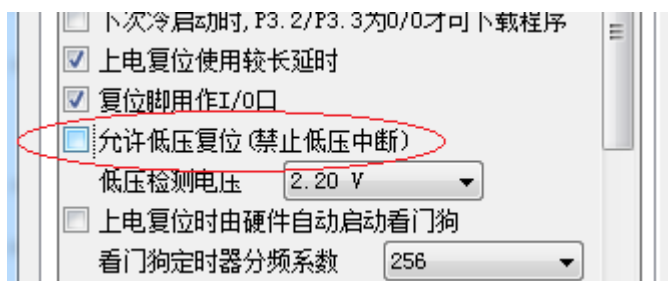 下次冷启动时, P3.2/P3.3为0/0才可下载程序
上电复位使用较长延时
复位脚用作I/O口
允许低压复位(禁止低压中断)
低压检测电压 2.20 V
上电复位时由硬件自动启动看门狗
看门狗定时器分频系数 256